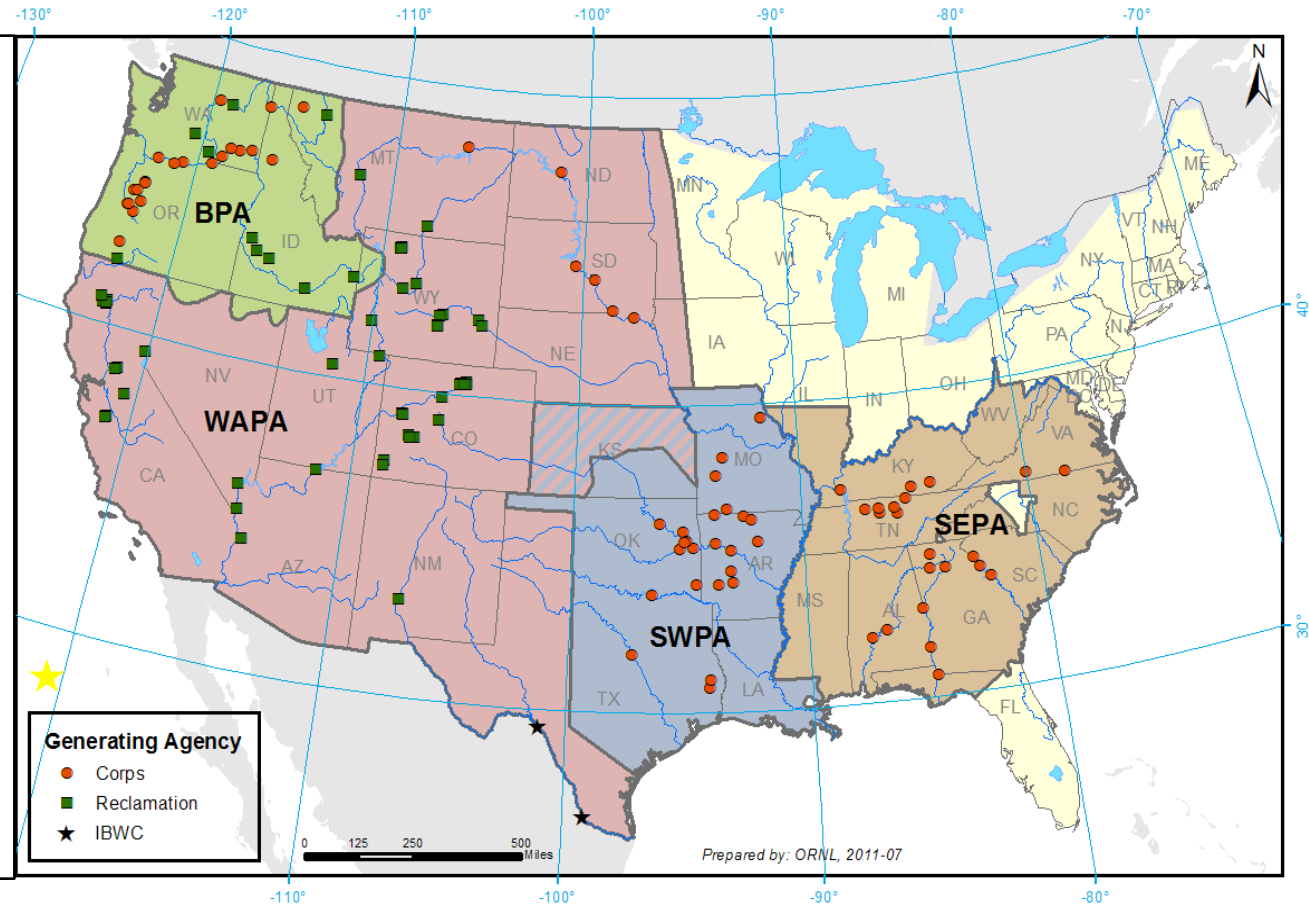 -130°
-120°
-110°
-100°
-90°
-80°
-70°
N
WA
MT
ND
MN
ME
VT
NH
OR
BPA
ID
SD
WI
NY
MA
CT
RI
WY
MI
40°
PA
NJ
IA
NE
NV
UT
IL
IN
OH
MD
DE
DC
WAPA
CO
KS
MO
WV
VA
CA
KY
OK
TN
SEPA
NC
AZ
NM
AR
SC
MS
AL
GA
30°
SWPA
TX
LA
FL
Generating Agency
Corps
Reclamation
IBWC
0 125 250 500
Miles
Prepared by: ORNL, 2011-07
-110°
-100°
-90°
-80°